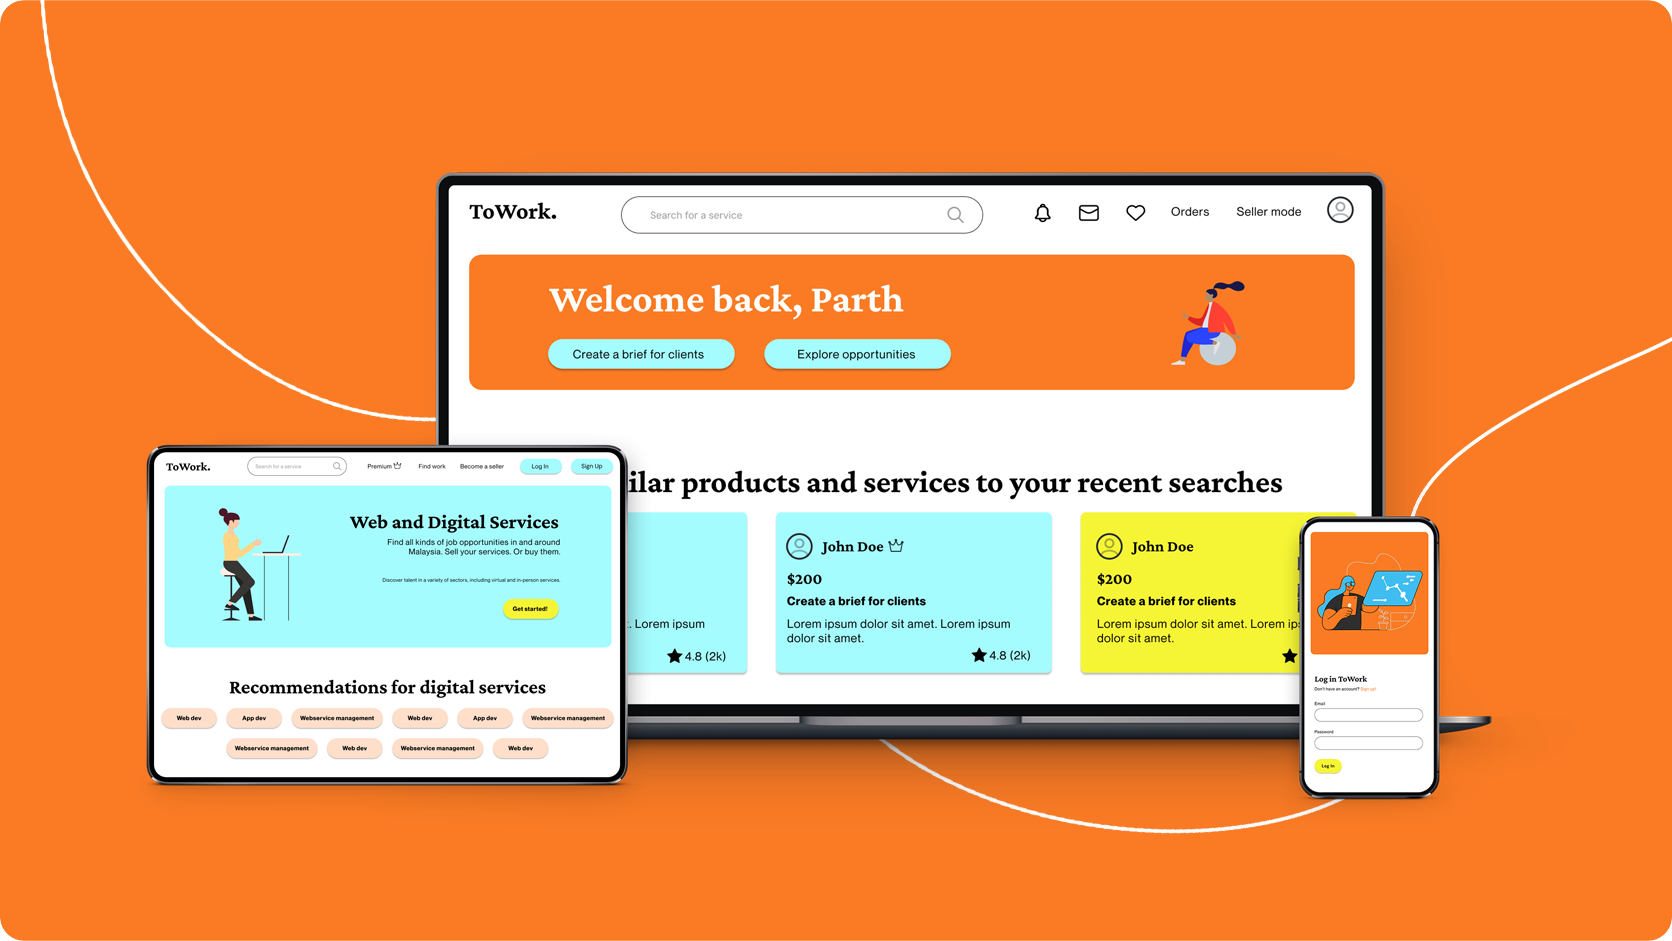 ToWork.
Search for a service
Orders
Seller mode
Welcome back, Parth
Create a brief for clients
Explore opportunities
products and services to your recent searches
Lorem ipsum
4.8 (2k)
John Doe
$200
Create a brief for clients
Lorem ipsum dolor sit amet. Lorem ipsum
dolor sit amet.
4.8 (2k)
John Doe
$200
Create a brief for clients
Lorem ipsum dolor sit amet. Lorem ips
dolor sit amet.
ToWork.
Search for a service
Premium
Find work
Become a seller
Log In
Sign Up
Web and Digital Services
Find all kinds of job opportunities in and around
Malaysia. Sell your services. Or buy them.
Discover talent in a variety of sectors, including virtual and in-person services.
Get started!
Recommendations for digital services
Web dev
App dev
Webservice management
Web dev
App dev
Webservice management
Webservice management
Web dev
Webservice management
Web dev
Log in ToWork
Don't have an account? Sign up!
Email
Password
Log In